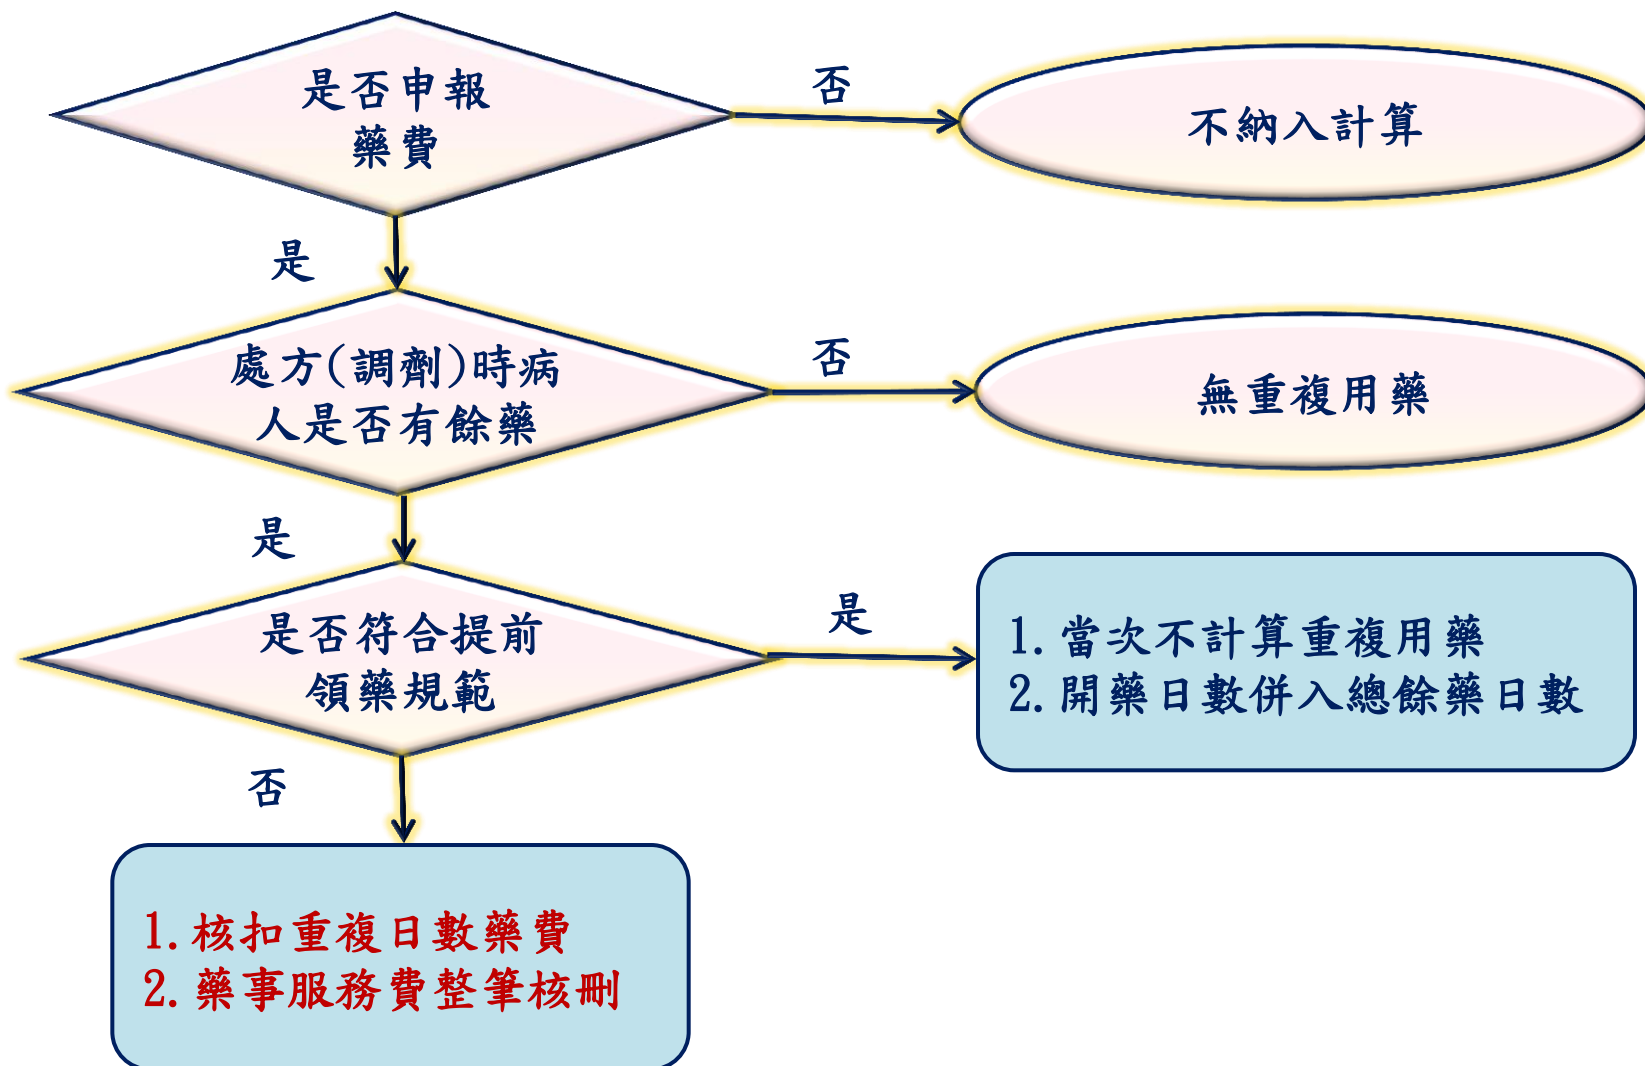 是否申報
藥費
否
不納入計算
是
處方(調劑)時病
人是否有餘藥
否
無重複用藥
是
是否符合提前
領藥規範
是
1.當次不計算重複用藥
2.開藥日數併入總餘藥日數
否
1.核扣重複日數藥費
2.藥事服務費整筆核刪